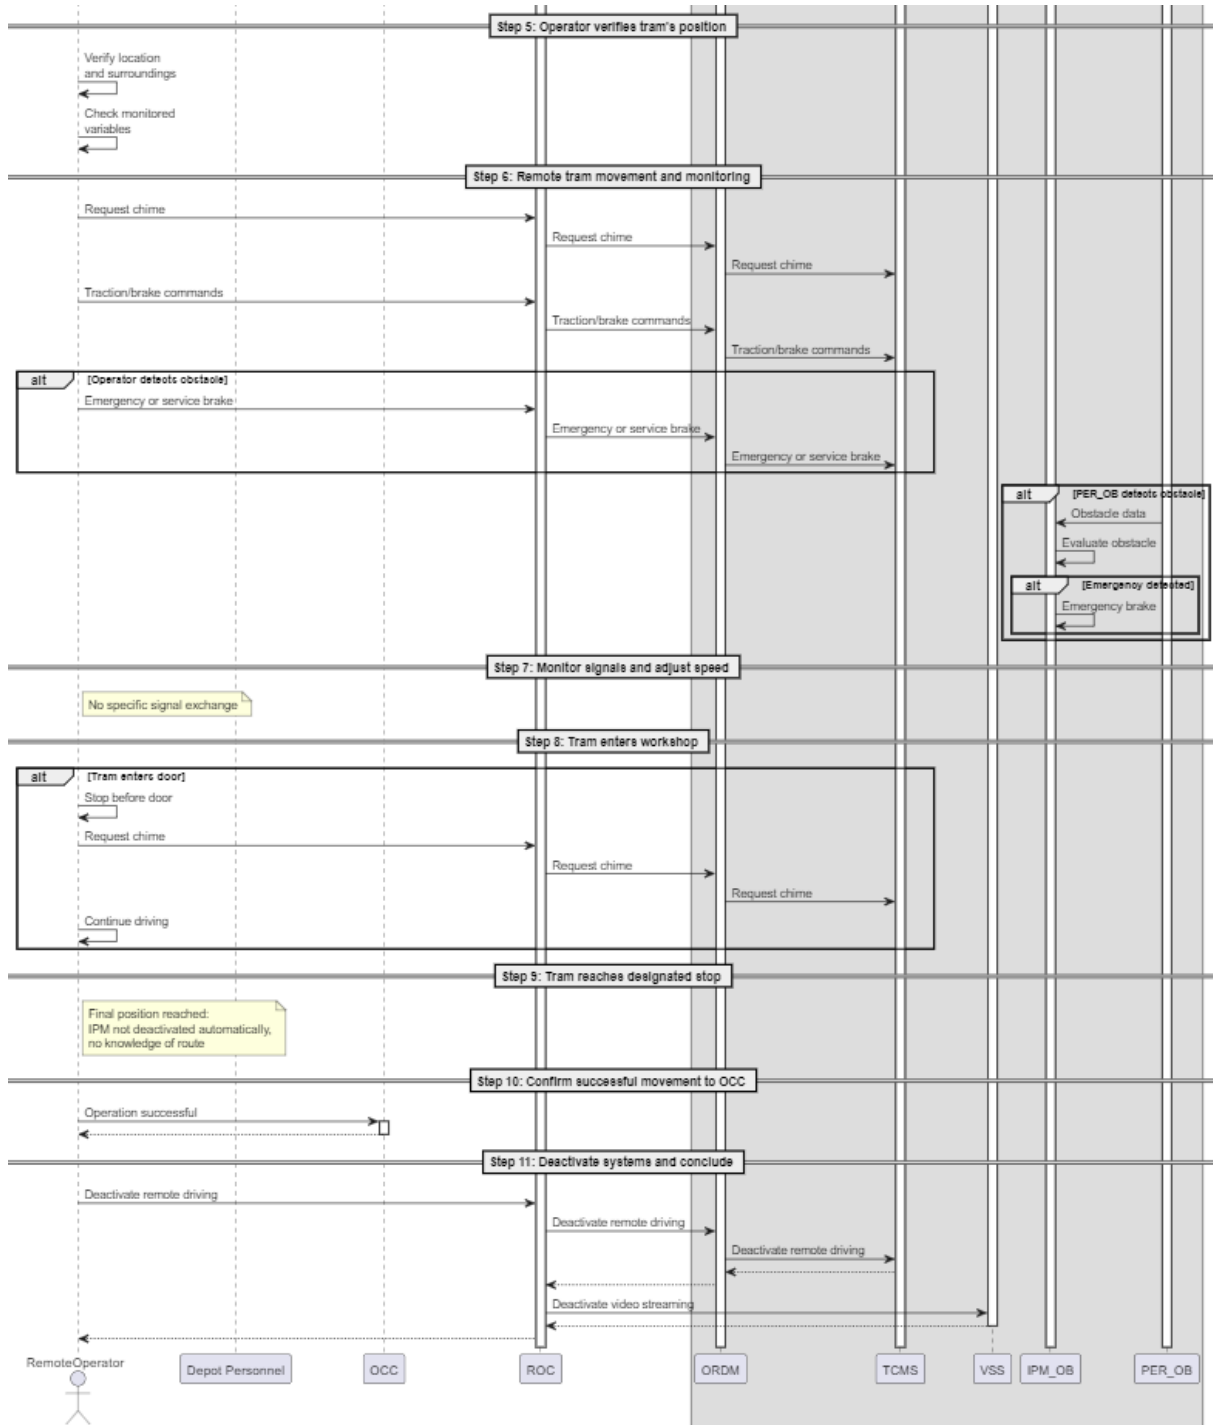 Step 5: Operator verifies tram's position
Verify location
and surroundings
Check monitored
variables
Step 6: Remote tram movement and monitoring
Request chime
Request chime
Request chime
Traction/brake commands
Traction/brake commands
Traction/brake commands
alt [Operator detects obstacle]
Emergency or service brake
Emergency or service brake
Emergency or service brake
alt [PER_OB detects obstacle]
Obstacle data
Evaluate obstacle
alt [Emergency detected]
Emergency brake
Step 7: Monitor signals and adjust speed
No specific signal exchange
Step 8: Tram enters workshop
alt [Tram enters door]
Stop before door
Request chime
Request chime
Request chime
Continue driving
Step 9: Tram reaches designated stop
Final position reached:
IPM not deactivated automatically,
no knowledge of route
Step 10: Confirm successful movement to OCC
Operation successful
Step 11: Deactivate systems and conclude
Deactivate remote driving
Deactivate remote driving
Deactivate remote driving
Deactivate video streaming
RemoteOperator Depot Personnel OCC ROC ORDM TCMS VSS IPM_OB PER_OB